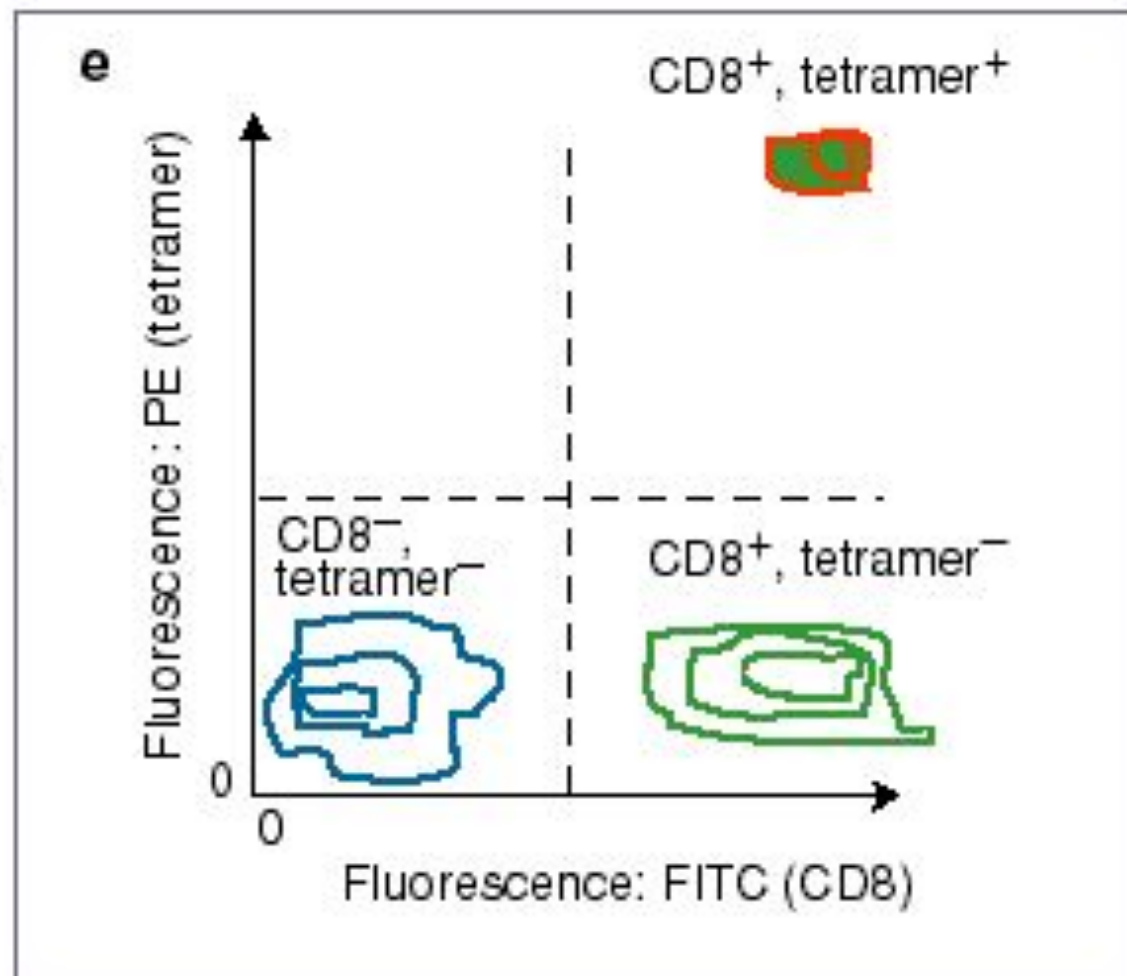 e
CD8⁺, tetramer⁺
Fluorescence: PE (tetramer)
CD8⁻,
tetramer⁻
CD8⁺, tetramer⁻
0
0
Fluorescence: FITC (CD8)